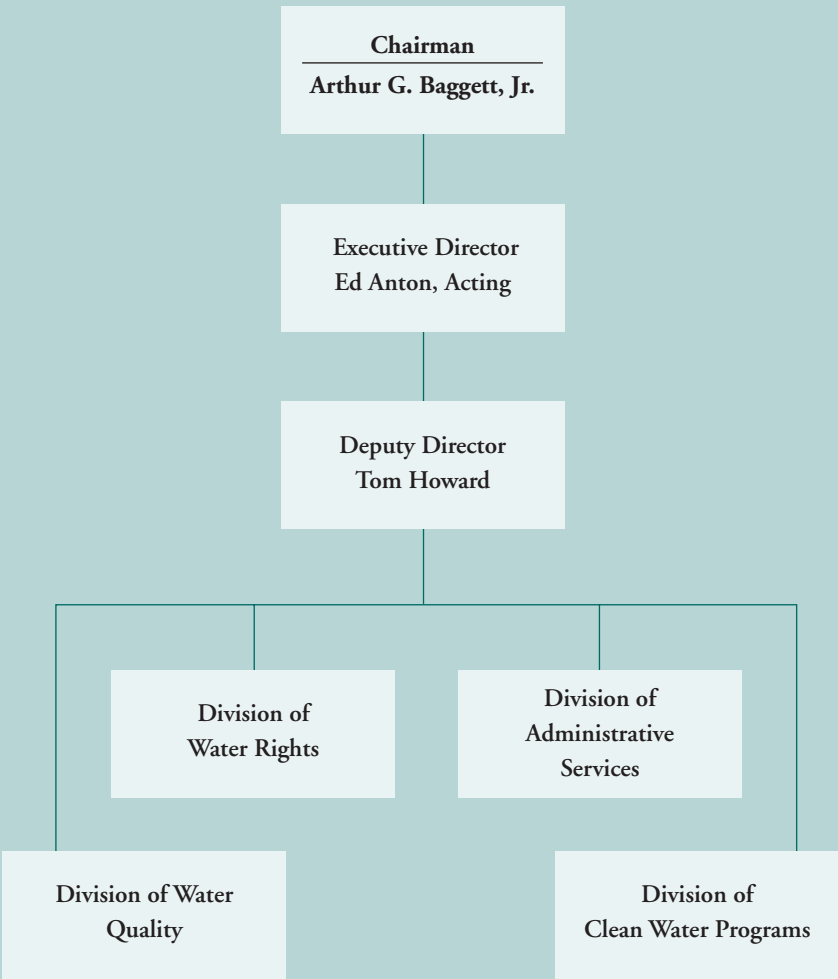 Chairman
Arthur G. Baggett, Jr.
Executive Director
Ed Anton, Acting
Deputy Director
Tom Howard
Division of
Water Rights
Division of
Administrative
Services
Division of Water
Quality
Division of
Clean Water Programs